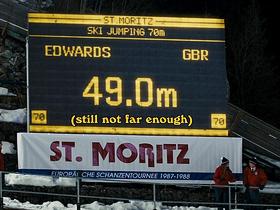 ST. MORITZ
SKI JUMPING 70m
EDWARDS GBR
49.0m
(still not far enough)
70 70
ST. MORITZ
EUROPÄISCHE SCHANZENTOURNEE 1987-1988